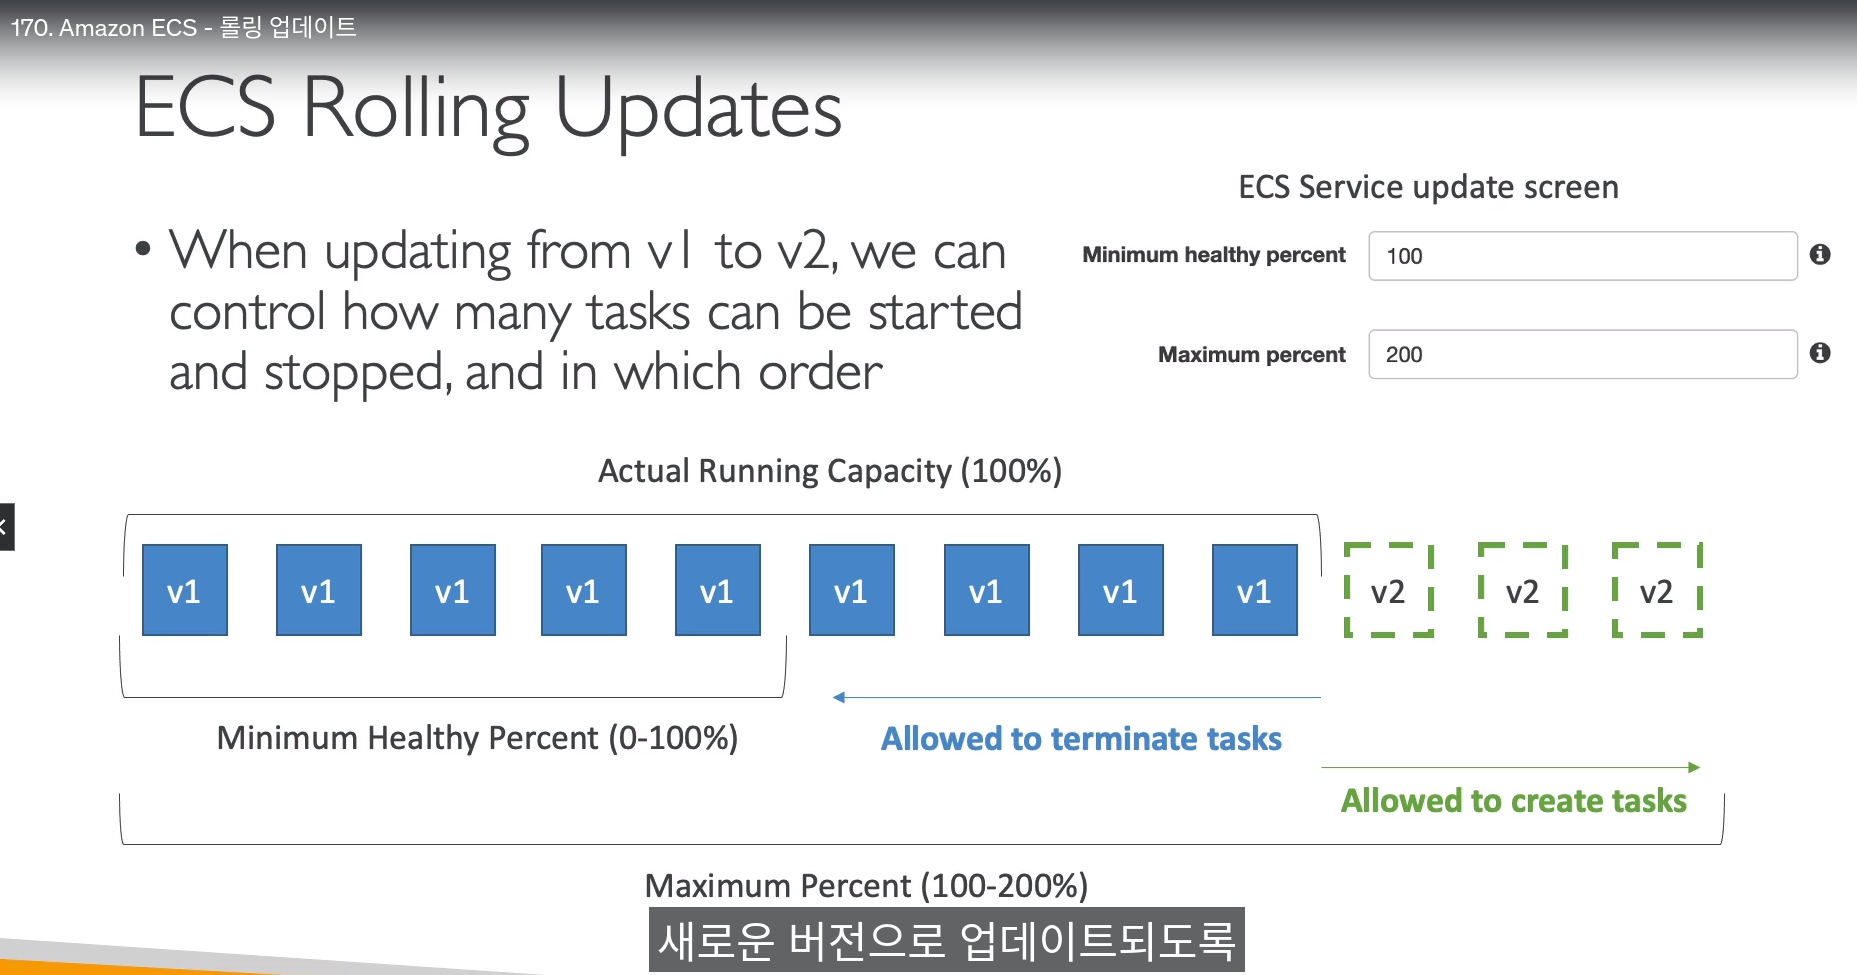 170. Amazon ECS - 롤링 업데이트
ECS Rolling Updates
• When updating from v1 to v2, we can
control how many tasks can be started
and stopped, and in which order
ECS Service update screen
Minimum healthy percent 100
Maximum percent 200
Actual Running Capacity (100%)
v1 v1 v1 v1 v1 v1 v1 v1 v1 v2 v2 v2
Minimum Healthy Percent (0-100%)
Allowed to terminate tasks
Allowed to create tasks
Maximum Percent (100-200%)
새로운 버전으로 업데이트되도록